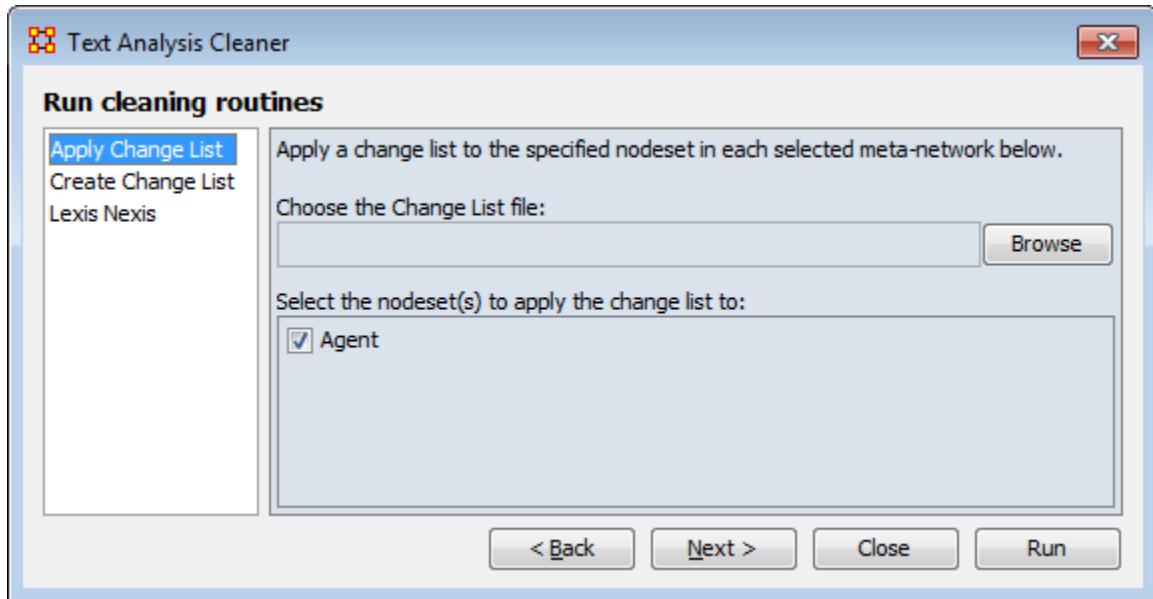 Text Analysis Cleaner
Run cleaning routines
Apply Change List
Create Change List
Lexis Nexis
Apply a change list to the specified nodeset in each selected meta-network below.
Choose the Change List file:
Browse
Select the nodeset(s) to apply the change list to:
Agent
< Back
Next >
Close
Run